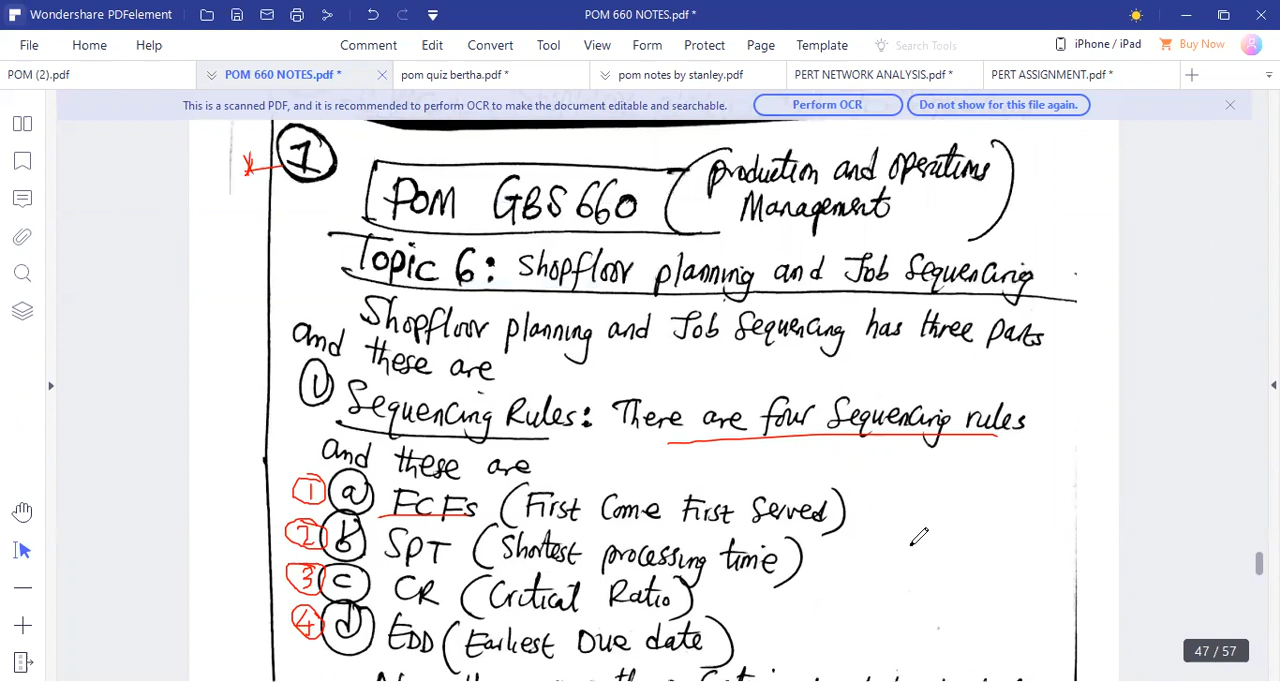 Wondershare PDFelement
POM 660 NOTES.pdf *
File Home Help Comment Edit Convert Tool View Form Protect Page Template Search Tools iPhone / iPad Buy Now
POM (2).pdf POM 660 NOTES.pdf * pom quiz bertha.pdf * pom notes by stanley.pdf PERT NETWORK ANALYSIS.pdf * PERT ASSIGNMENT.pdf *
This is a scanned PDF, and it is recommended to perform OCR to make the document editable and searchable. Perform OCR Do not show for this file again.
1
POM GBS 660 (production and operations
Management)
Topic 6: Shopfloor planning and Job Sequencing
Shopfloor planning and Job Sequencing has three parts
and these are
1 Sequencing Rules: There are four Sequencing rules
and these are
1 a FCFS (First Come First Served)
2 b SPT (Shortest processing time)
3 c CR (Critical Ratio)
4 d EDD (Earliest Due date)
47 / 57